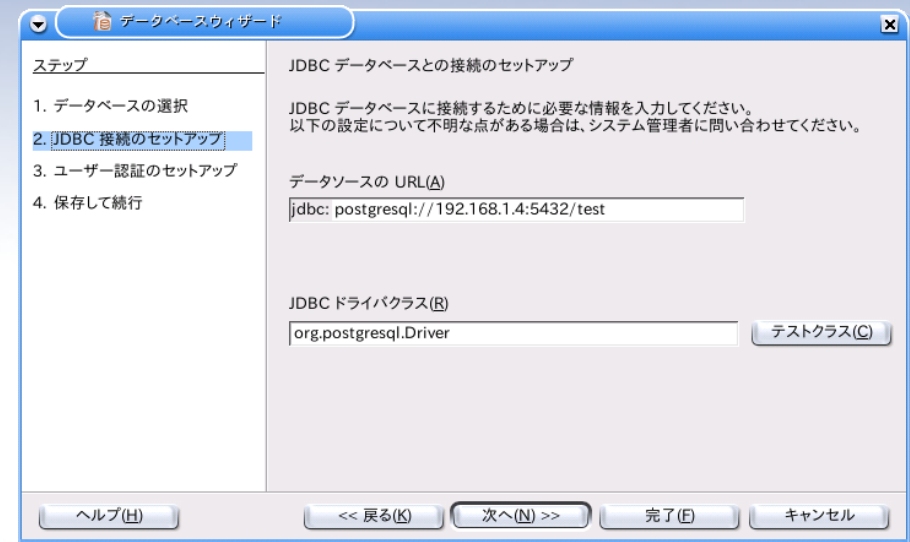 データベースウィザード
ステップ
1. データベースの選択
2. JDBC 接続のセットアップ
3. ユーザー認証のセットアップ
4. 保存して続行
JDBC データベースとの接続のセットアップ
JDBC データベースに接続するために必要な情報を入力してください。
以下の設定について不明な点がある場合は、システム管理者に問い合わせてください。
データソースの URL(A)
jdbc: postgresql://192.168.1.4:5432/test
JDBC ドライバクラス(R)
org.postgresql.Driver
テストクラス(C)
ヘルプ(H)
<< 戻る(K)
次へ(N) >>
完了(F)
キャンセル